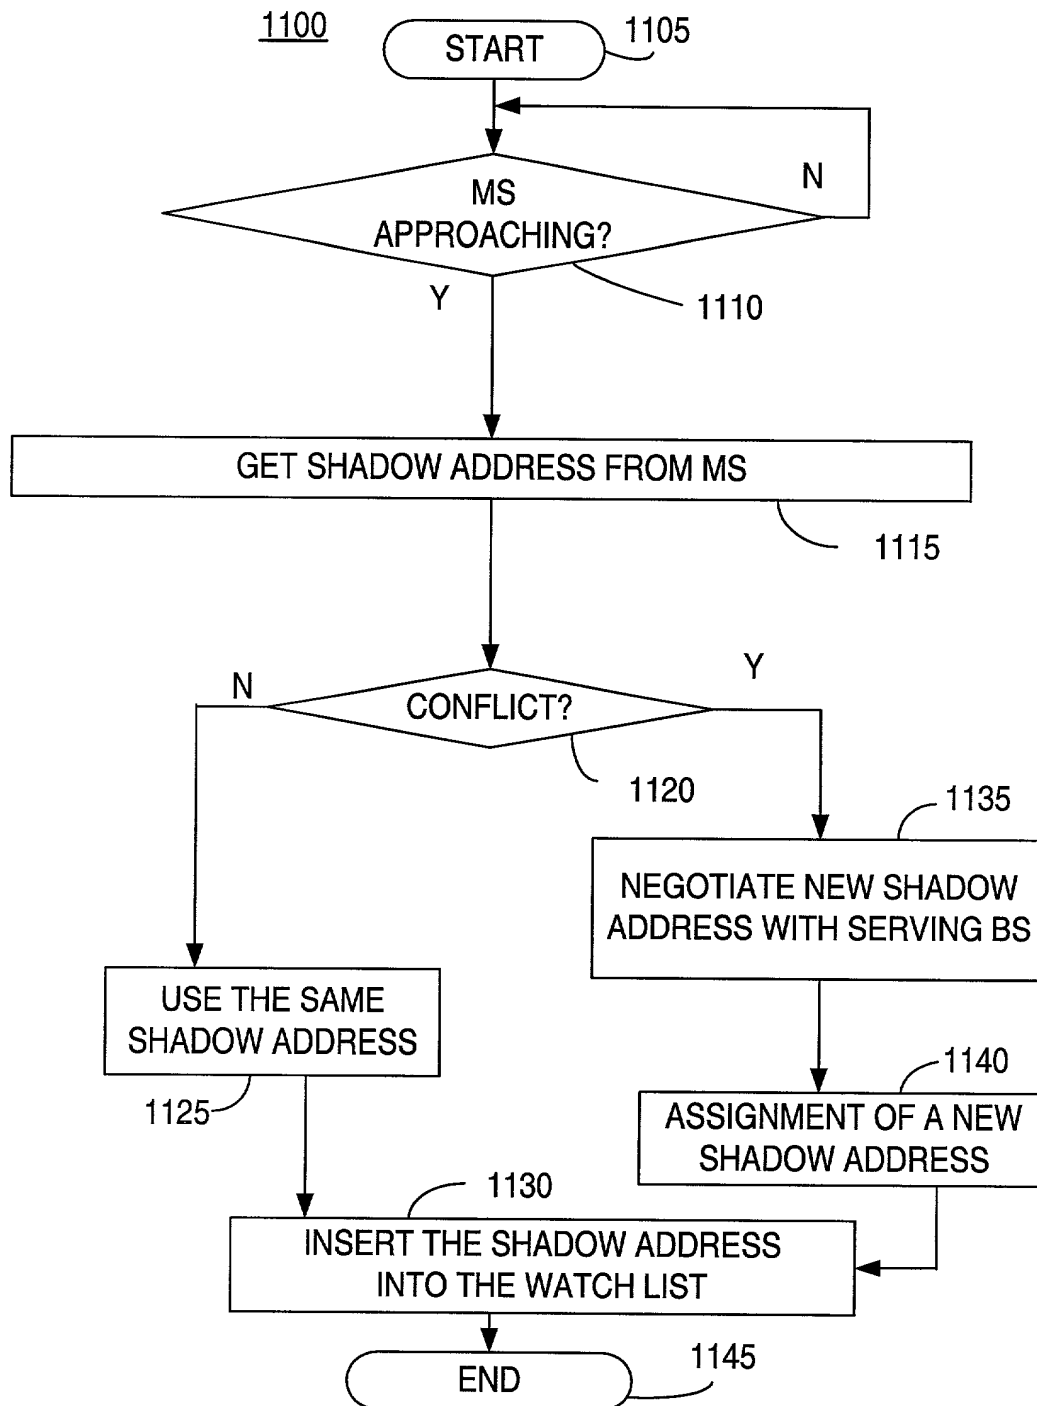 1100
START
1105
MS
APPROACHING?
N
Y
1110
GET SHADOW ADDRESS FROM MS
1115
N
CONFLICT?
Y
1120
1135
NEGOTIATE NEW SHADOW
ADDRESS WITH SERVING BS
USE THE SAME
SHADOW ADDRESS
1125
1140
ASSIGNMENT OF A NEW
SHADOW ADDRESS
1130
INSERT THE SHADOW ADDRESS
INTO THE WATCH LIST
END
1145